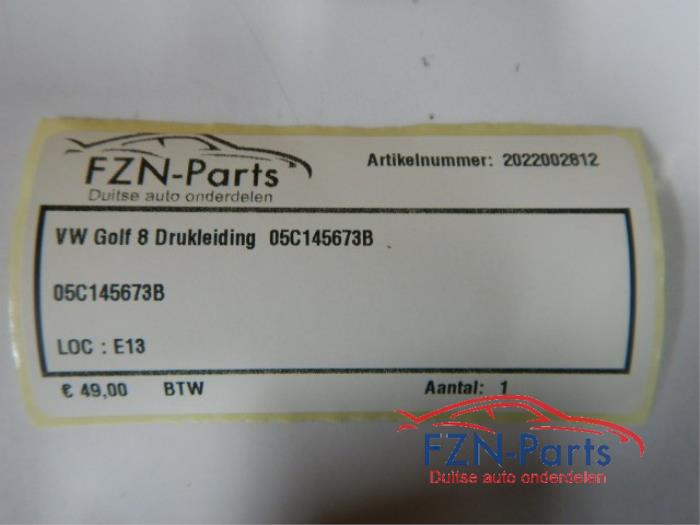 FZN-Parts
Duitse auto onderdelen
Artikelnummer: 2022002812
VW Golf 8 Drukleiding 05C145673B
05C145673B
LOC : E13
€ 49,00 BTW Aantal: 1
FZN-Parts
Duitse auto onderdelen